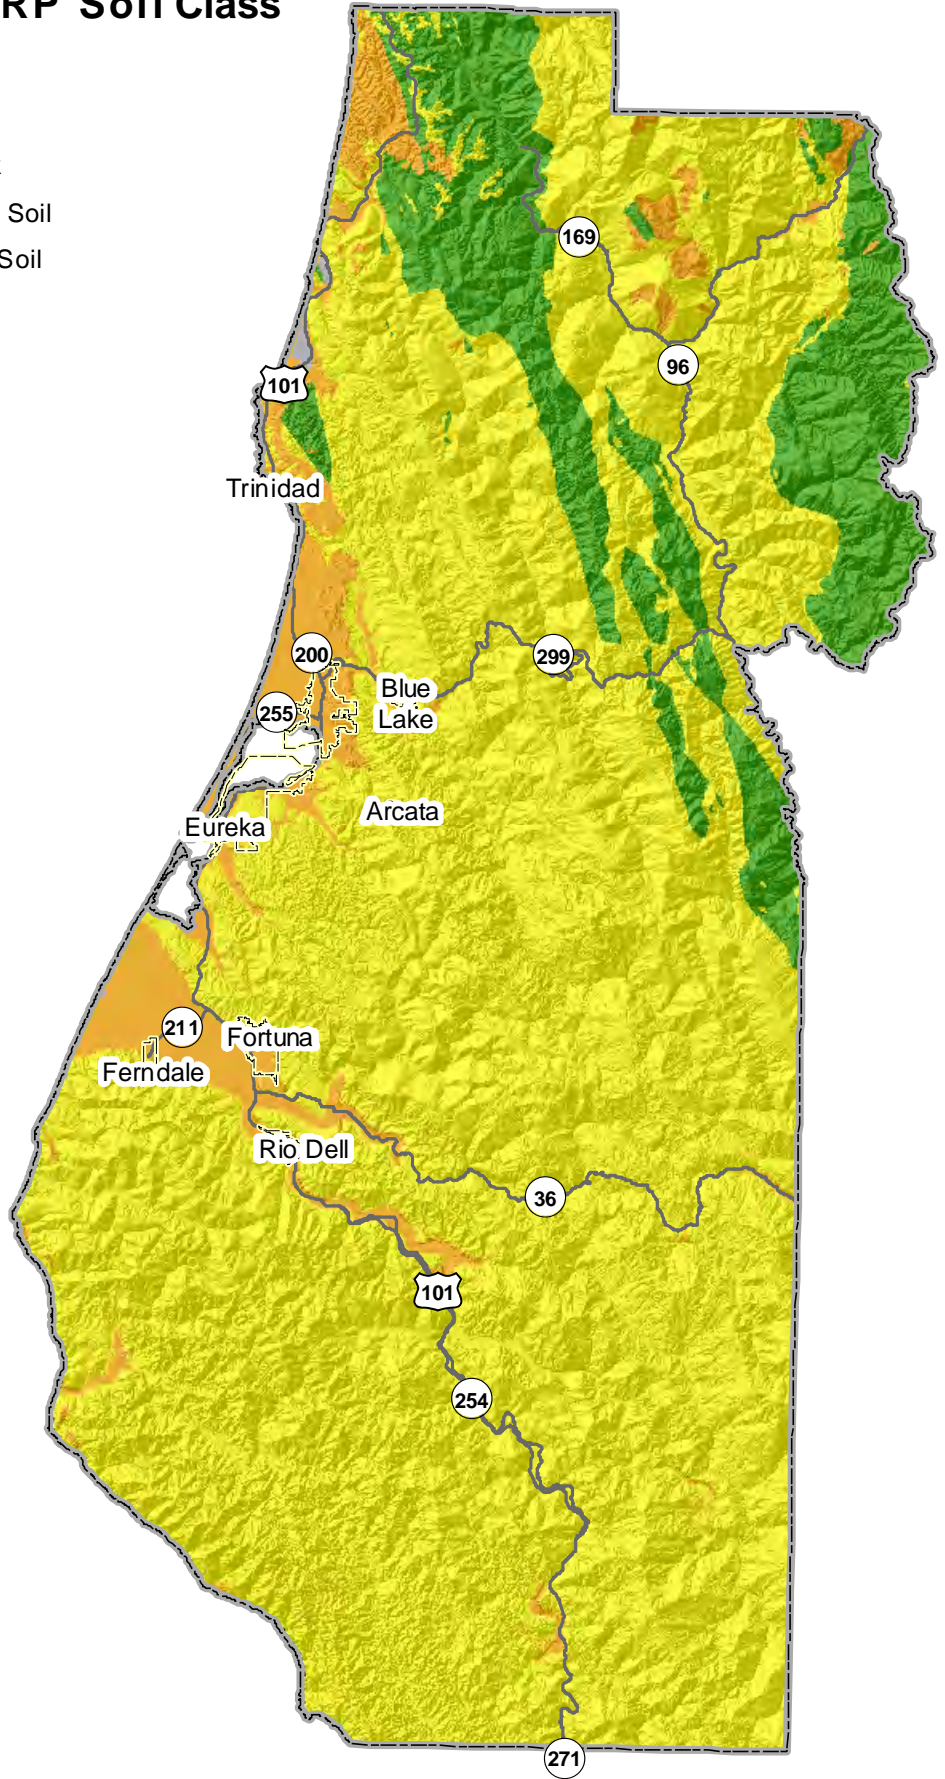 RP Soil Class
Soil
Soil
169
96
101
Trinidad
200
299
Blue
Lake
255
Arcata
Eureka
211
Fortuna
Ferndale
Rio Dell
36
101
254
271